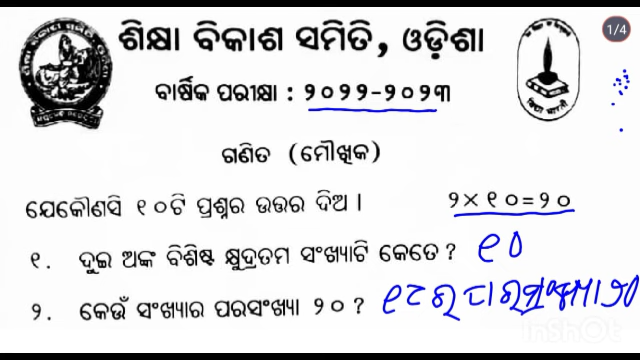 1/4
ଶିକ୍ଷା ବିକାଶ ସମିତି, ଓଡ଼ିଶା
ବାର୍ଷିକ ପରୀକ୍ଷା : ୨୦୨୨-୨୦୨୩
ଗଣିତ (ମୌଖିକ)
ଯେକୌଣସି ୧୦ଟି ପ୍ରଶ୍ନର ଉତ୍ତର ଦିଅ। ୨×୧୦=୨୦
୧. ଦୁଇ ଅଙ୍କ ବିଶିଷ୍ଟ କ୍ଷୁଦ୍ରତମ ସଂଖ୍ୟାଟି କେତେ? ୧୦
୨. କେଉଁ ସଂଖ୍ୟାର ପରସଂଖ୍ୟା ୨୦?
InShOt